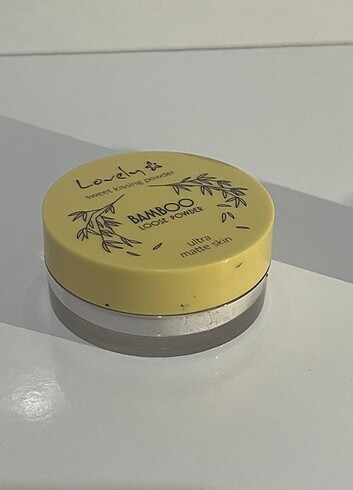 Lovely
sweet kissing powder
BAMBOO
LOOSE POWDER
ultra
matte skin